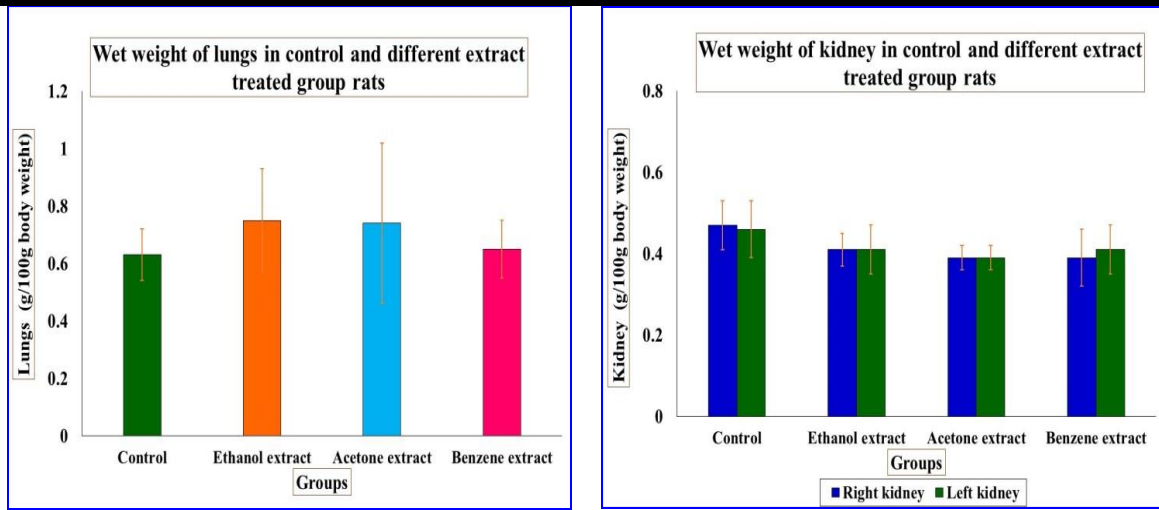 Wet weight of lungs in control and different extract
treated group rats
Lungs (g/100g body weight)
1.2
1
0.8
0.6
0.4
0.2
0
Control Ethanol extract Acetone extract Benzene extract
Groups
Wet weight of kidney in control and different extract
treated group rats
Kidney (g/100g body weight)
0.8
0.6
0.4
0.2
0
Control Ethanol extract Acetone extract Benzene extract
Groups
Right kidney Left kidney